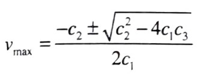 v_max = (-c_2 ± √(c_2^2 - 4c_1c_3)) / (2c_1)